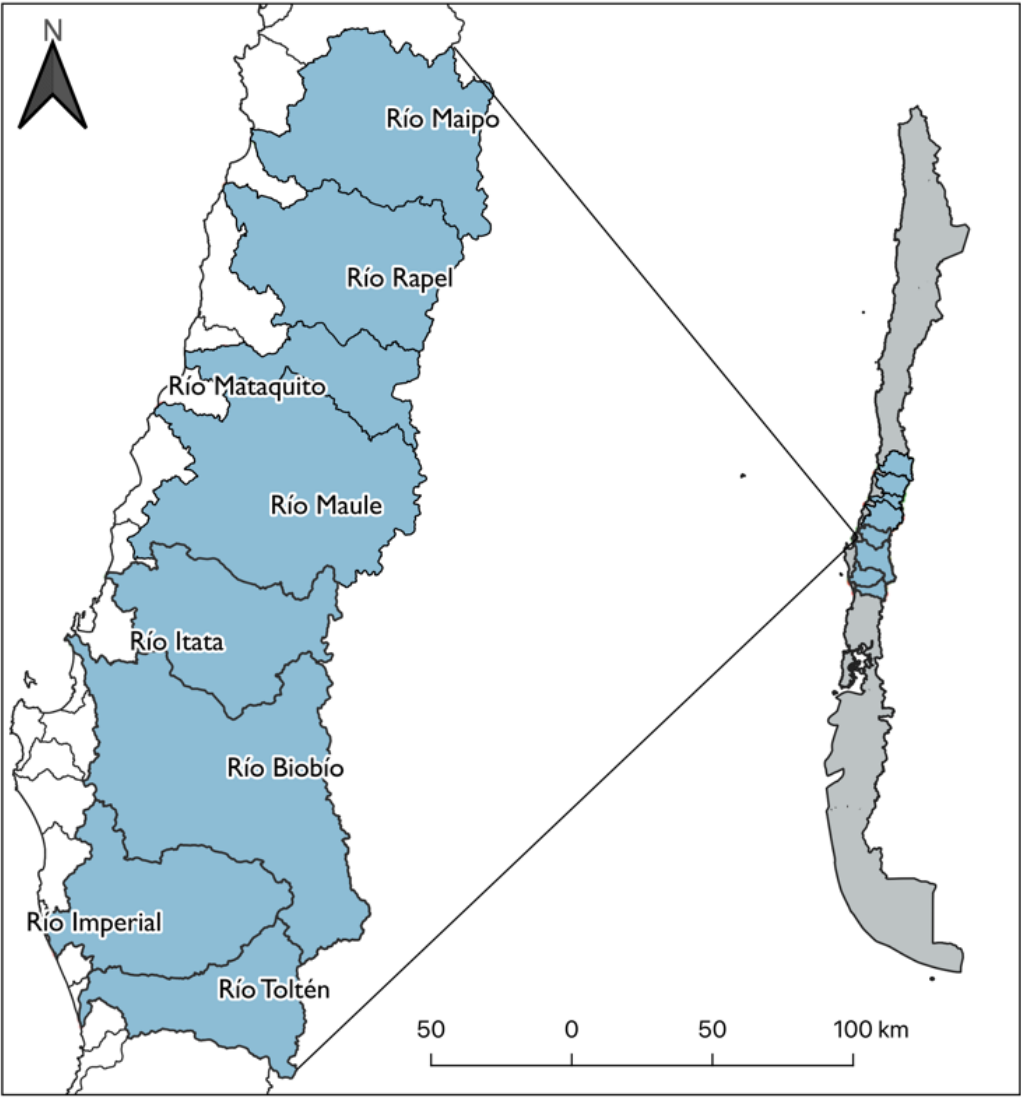 N
Río Maipo
Río Rapel
Río Mataquito
Río Maule
Río Itata
Río Biobío
Río Imperial
Río Toltén
50 0 50 100 km